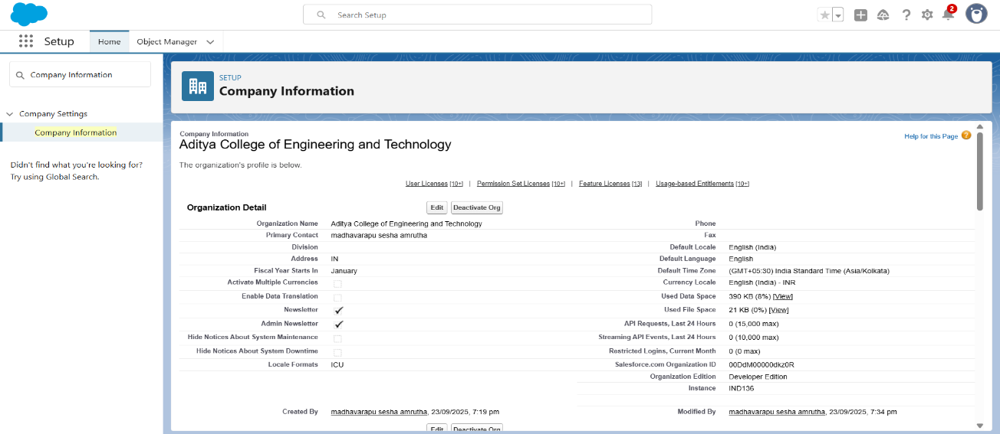 Search Setup
2
Setup
Home
Object Manager
Company Information
Company Settings
Company Information
Didn't find what you're looking for?
Try using Global Search.
SETUP
Company Information
Company Information
Aditya College of Engineering and Technology
Help for this Page ?
The organization's profile is below.
User Licenses [10+] | Permission Set Licenses [10+] | Feature Licenses [13] | Usage-based Entitlements [10+]
Organization Detail
Edit
Deactivate Org
Organization Name Aditya College of Engineering and Technology
Phone
Primary Contact madhavarapu sesha amrutha
Fax
Division
Default Locale English (India)
Address IN
Default Language English
Fiscal Year Starts In January
Default Time Zone (GMT+05:30) India Standard Time (Asia/Kolkata)
Activate Multiple Currencies
Currency Locale English (India) - INR
Enable Data Translation
Used Data Space 390 KB (8%) [View]
Newsletter
Used File Space 21 KB (0%) [View]
Admin Newsletter
API Requests, Last 24 Hours 0 (15,000 max)
Hide Notices About System Maintenance
Streaming API Events, Last 24 Hours 0 (10,000 max)
Hide Notices About System Downtime
Restricted Logins, Current Month 0 (0 max)
Locale Formats ICU
Salesforce.com Organization ID 00DdM00000dkz0R
Organization Edition Developer Edition
Instance IND136
Created By madhavarapu sesha amrutha, 23/09/2025, 7:19 pm
Modified By madhavarapu sesha amrutha, 23/09/2025, 7:34 pm
Edit
Deactivate Org